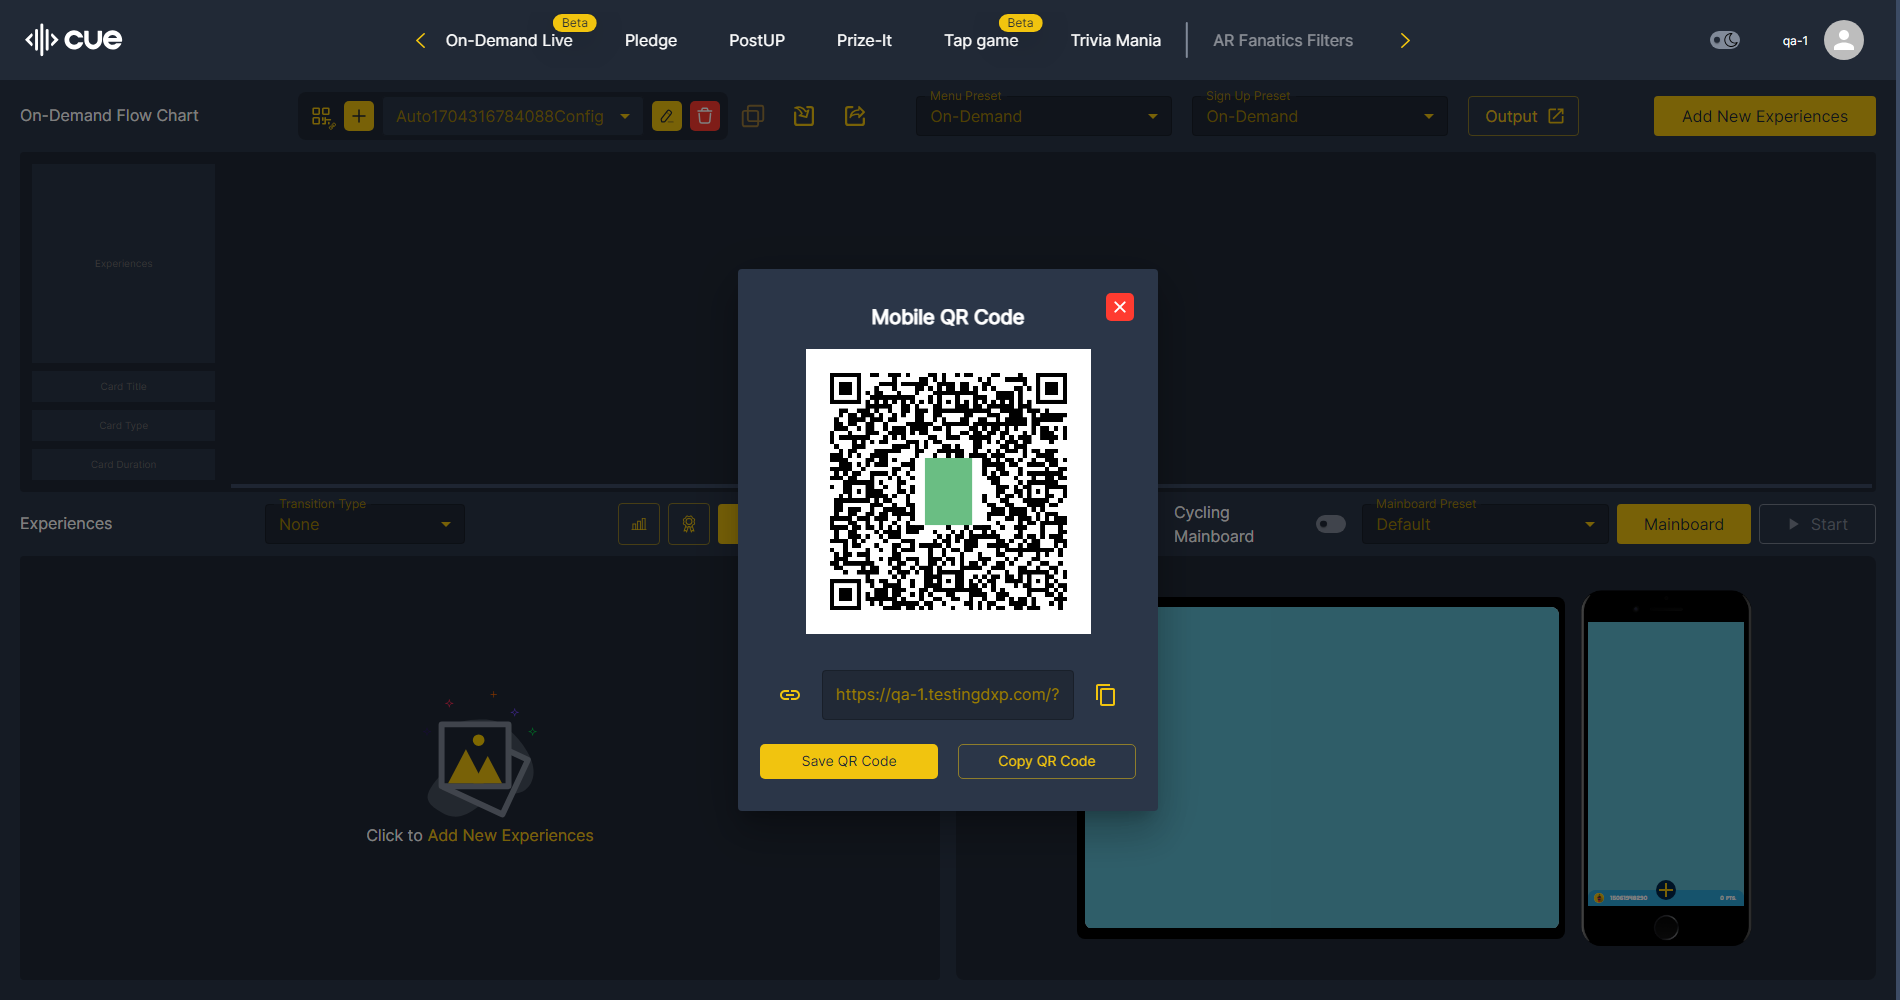 cue
Beta
On-Demand Live
Pledge
PostUP
Prize-It
Beta
Tap game
Trivia Mania
AR Fanatics Filters
qa-1
On-Demand Flow Chart
Auto1704316784088Config
Menu Preset
On-Demand
Sign Up Preset
On-Demand
Output
Add New Experiences
Experiences
Card Title
Card Type
Card Duration
Mobile QR Code
https://qa-1.testingdxp.com/?
Save QR Code
Copy QR Code
Experiences
Transition Type
None
Cycling
Mainboard
Mainboard Preset
Default
Mainboard
Start
Click to Add New Experiences
0 PTS